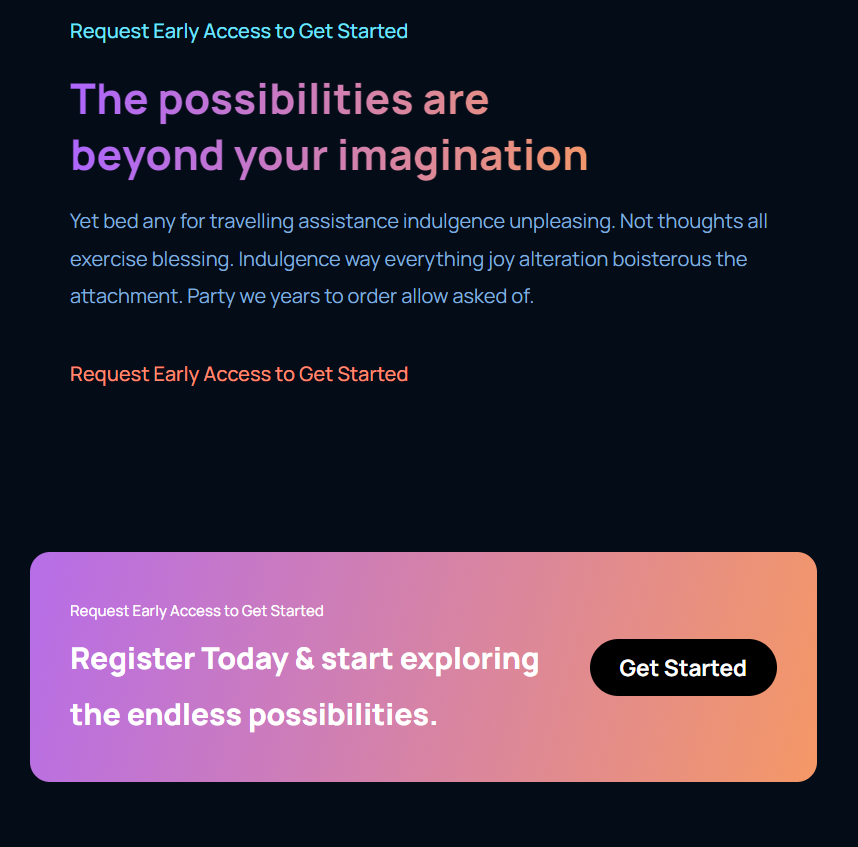 Request Early Access to Get Started
The possibilities are
beyond your imagination
Yet bed any for travelling assistance indulgence unpleasing. Not thoughts all
exercise blessing. Indulgence way everything joy alteration boisterous the
attachment. Party we years to order allow asked of.
Request Early Access to Get Started
Request Early Access to Get Started
Register Today & start exploring
the endless possibilities.
Get Started